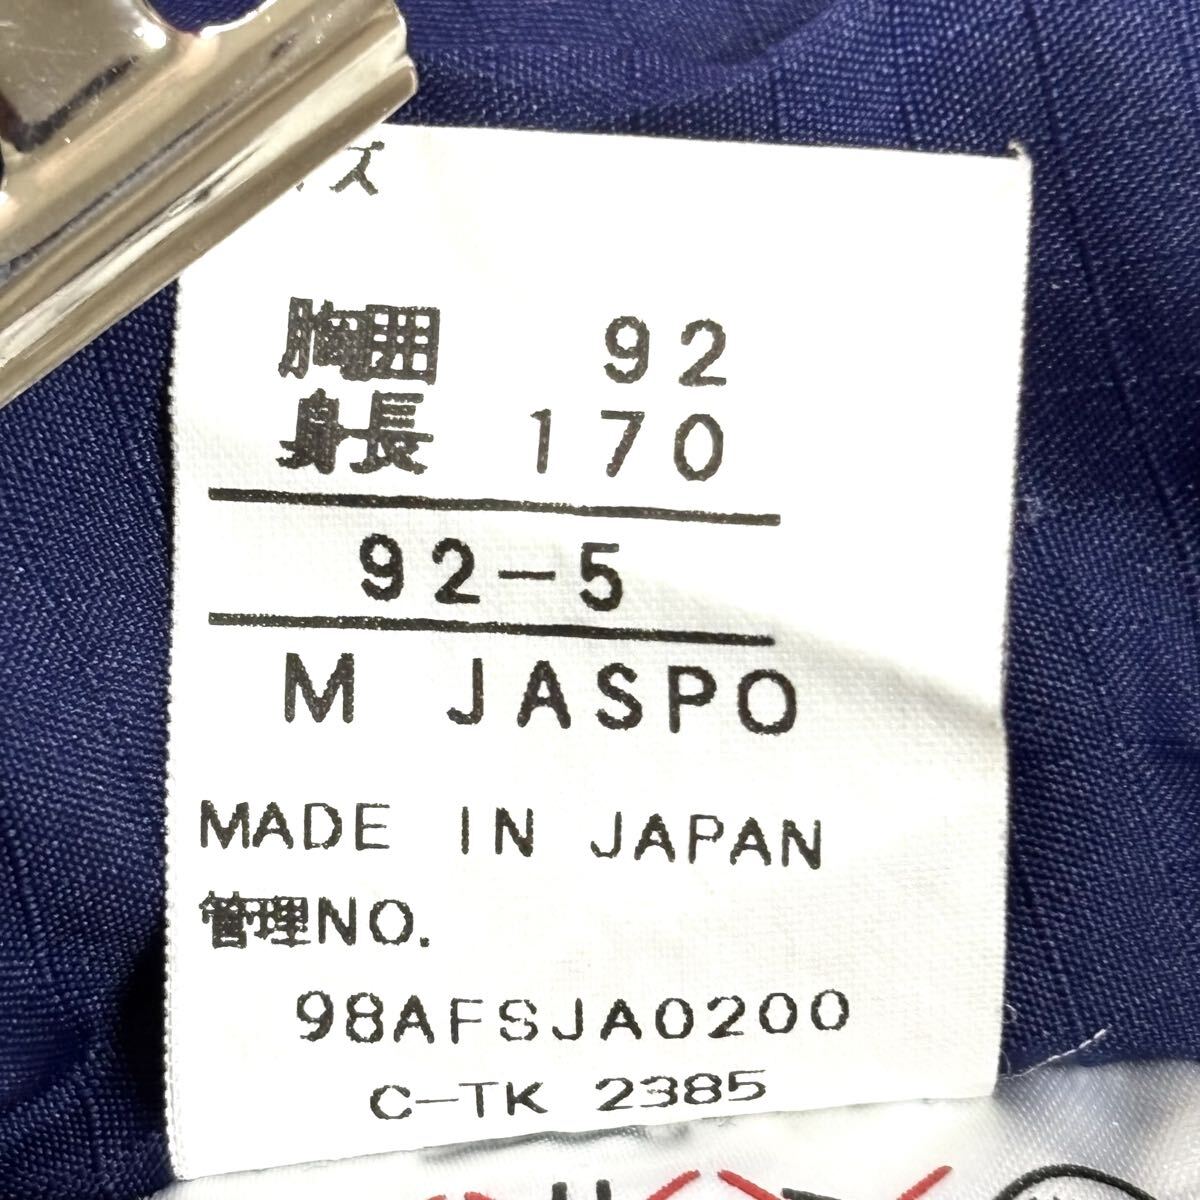 胸囲 92
身長 170
92-5
M JASPO
MADE IN JAPAN
管理NO.
98AFSJA0200
C-TK 2385